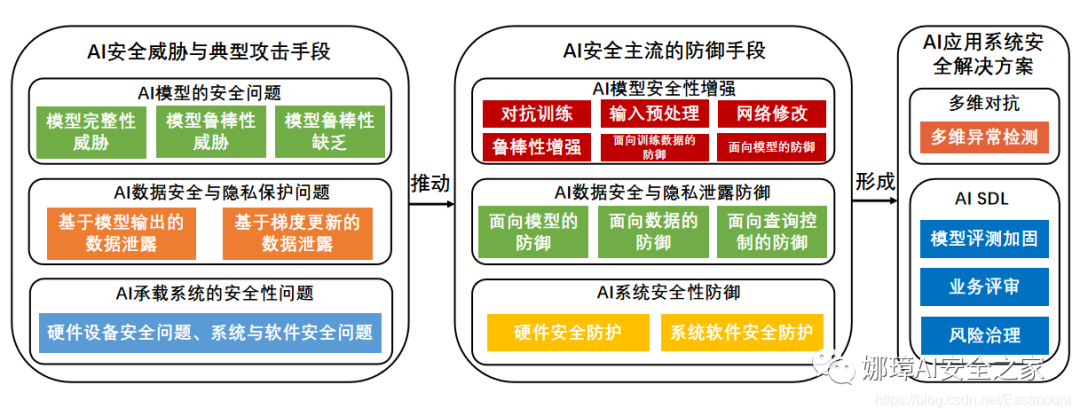 AI安全威胁与典型攻击手段
AI模型的安全问题
模型完整性
威胁
模型鲁棒性
威胁
模型鲁棒性
缺乏
AI数据安全与隐私保护问题
基于模型输出的
数据泄露
基于梯度更新的
数据泄露
AI承载系统的安全性问题
硬件设备安全问题、系统与软件安全问题
推动
AI安全主流的防御手段
AI模型安全性增强
对抗训练
输入预处理
网络修改
鲁棒性增强
面向训练数据的
防御
面向模型的防御
AI数据安全与隐私泄露防御
面向模型的
防御
面向数据的
防御
面向查询控
制的防御
AI系统安全性防御
硬件安全防护
系统软件安全防护
形成
AI应用系统安
全解决方案
多维对抗
多维异常检测
AI SDL
模型评测加固
业务评审
风险治理
娜璋AI安全之家
https://blog.csdn.net/Eastmount